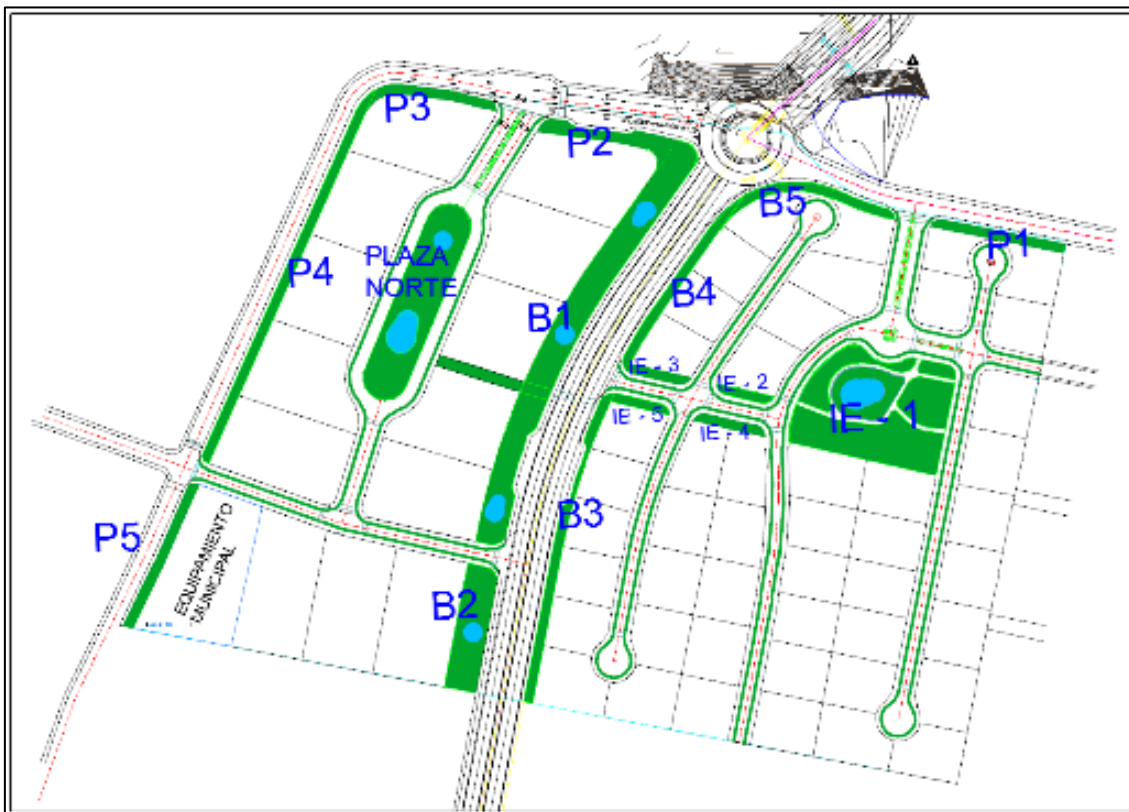 P3
P2
B5
P1
PLAZA
NORTE
P4
B4
B1
IE - 3
IE - 2
IE - 5
IE - 4
IE - 1
B3
P5
EQUIPAMIENTO
MUNICIPAL
B2